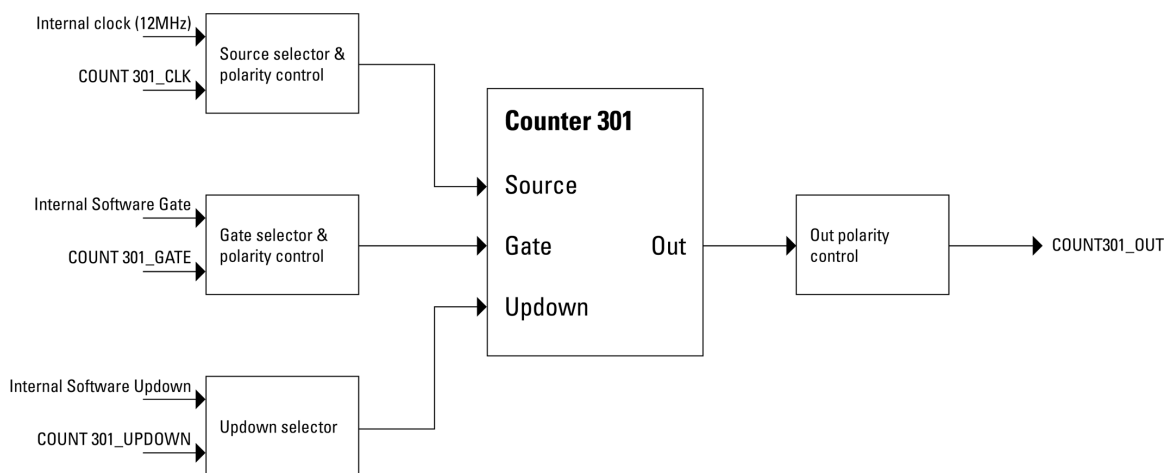 Internal clock (12MHz)
COUNT 301_CLK
Source selector &
polarity control
Counter 301
Source
Gate
Updown
Out
Internal Software Gate
COUNT 301_GATE
Gate selector &
polarity control
Out polarity
control
COUNT301_OUT
Internal Software Updown
COUNT 301_UPDOWN
Updown selector